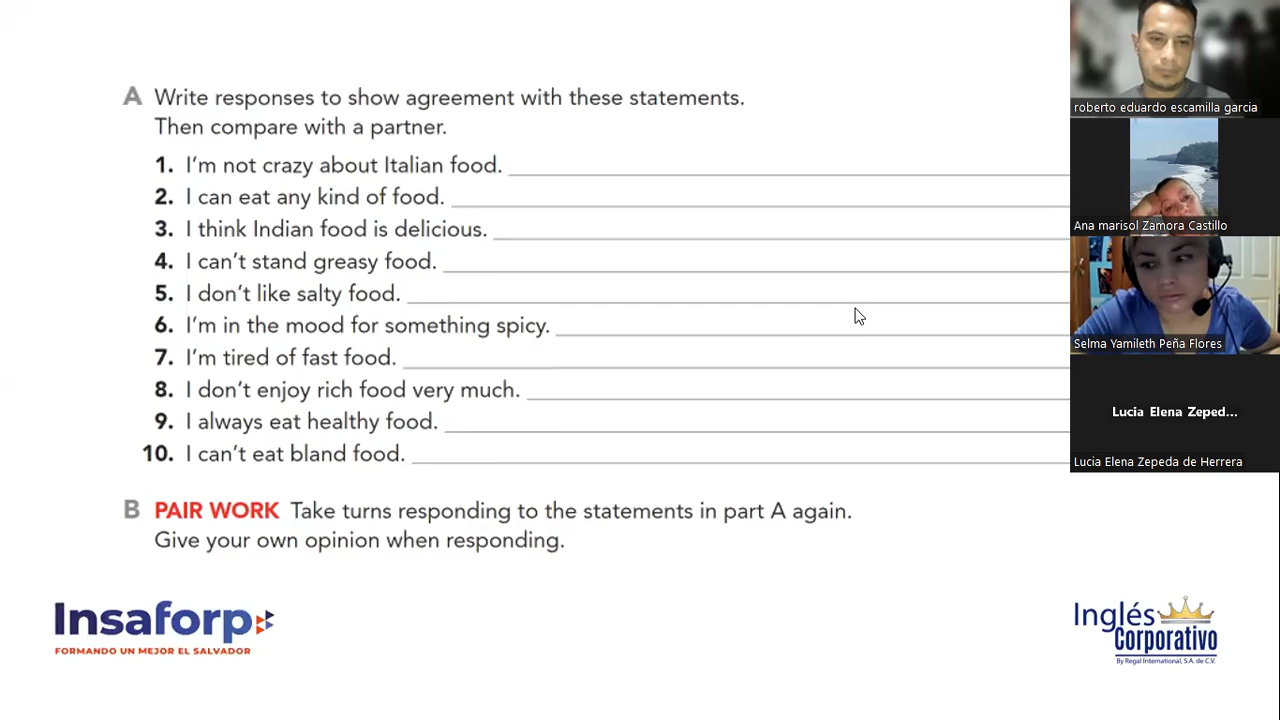 A Write responses to show agreement with these statements.
Then compare with a partner.
1. I'm not crazy about Italian food.
2. I can eat any kind of food.
3. I think Indian food is delicious.
4. I can't stand greasy food.
5. I don't like salty food.
6. I'm in the mood for something spicy.
7. I'm tired of fast food.
8. I don't enjoy rich food very much.
9. I always eat healthy food.
10. I can't eat bland food.
B PAIR WORK Take turns responding to the statements in part A again.
Give your own opinion when responding.
Insaforp
FORMANDO UN MEJOR EL SALVADOR
Inglés
Corporativo
By Regal International, S.A. de C.V.
roberto eduardo escamilla garcia
Ana marisol Zamora Castillo
Selma Yamileth Peña Flores
Lucia Elena Zeped...
Lucia Elena Zepeda de Herrera